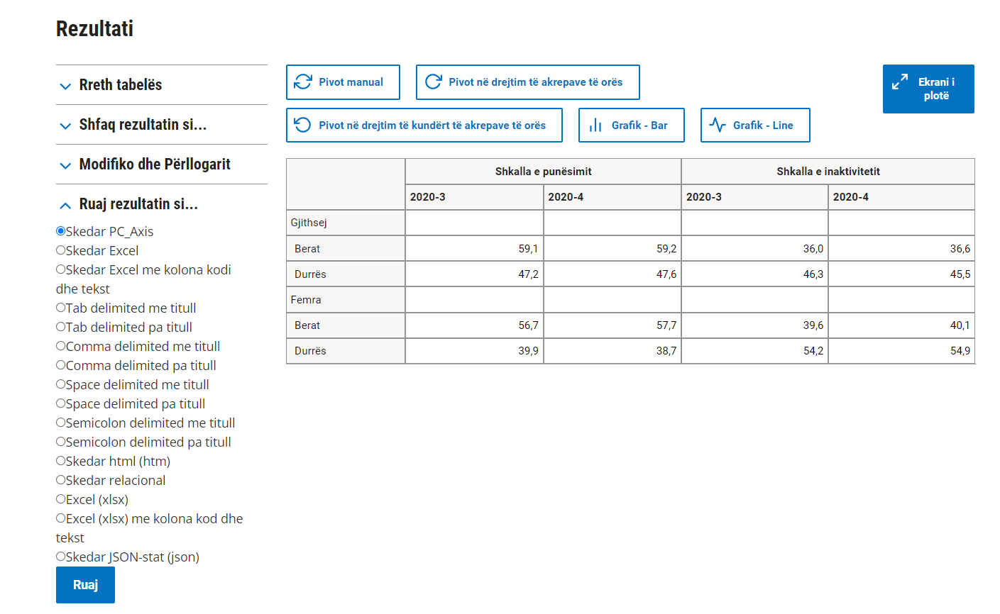 Rezultati
Rreth tabelës
Shfaq rezultatin si...
Modifiko dhe Përllogarit
Ruaj rezultatin si...
Skedar PC_Axis
Skedar Excel
Skedar Excel me kolona kodi
dhe tekst
Tab delimited me titull
Tab delimited pa titull
Comma delimited me titull
Comma delimited pa titull
Space delimited me titull
Space delimited pa titull
Semicolon delimited me titull
Semicolon delimited pa titull
Skedar html (htm)
Skedar relacional
Excel (xlsx)
Excel (xlsx) me kolona kod dhe
tekst
Skedar JSON-stat (json)
Ruaj
Pivot manual
Pivot në drejtim të akrepave të orës
Ekrani i
plotë
Pivot në drejtim të kundërt të akrepave të orës
Grafik - Bar
Grafik - Line
Shkalla e punësimit Shkalla e inaktivitetit
2020-3 2020-4 2020-3 2020-4
Gjithsej
Berat 59,1 59,2 36,0 36,6
Durrës 47,2 47,6 46,3 45,5
Femra
Berat 56,7 57,7 39,6 40,1
Durrës 39,9 38,7 54,2 54,9